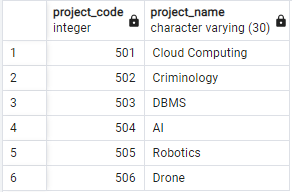 project_code project_name
integer character varying (30)
1 501 Cloud Computing
2 502 Criminology
3 503 DBMS
4 504 AI
5 505 Robotics
6 506 Drone